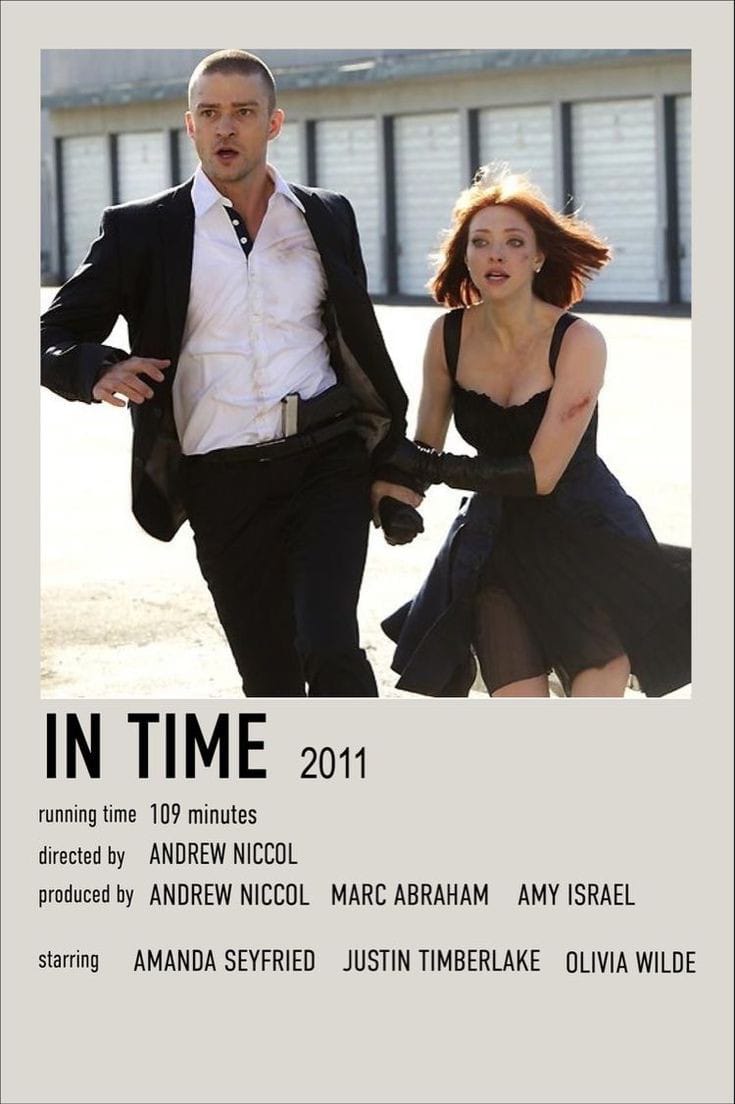 IN TIME 2011
running time 109 minutes
directed by ANDREW NICCOL
produced by ANDREW NICCOL MARC ABRAHAM AMY ISRAEL
starring AMANDA SEYFRIED JUSTIN TIMBERLAKE OLIVIA WILDE